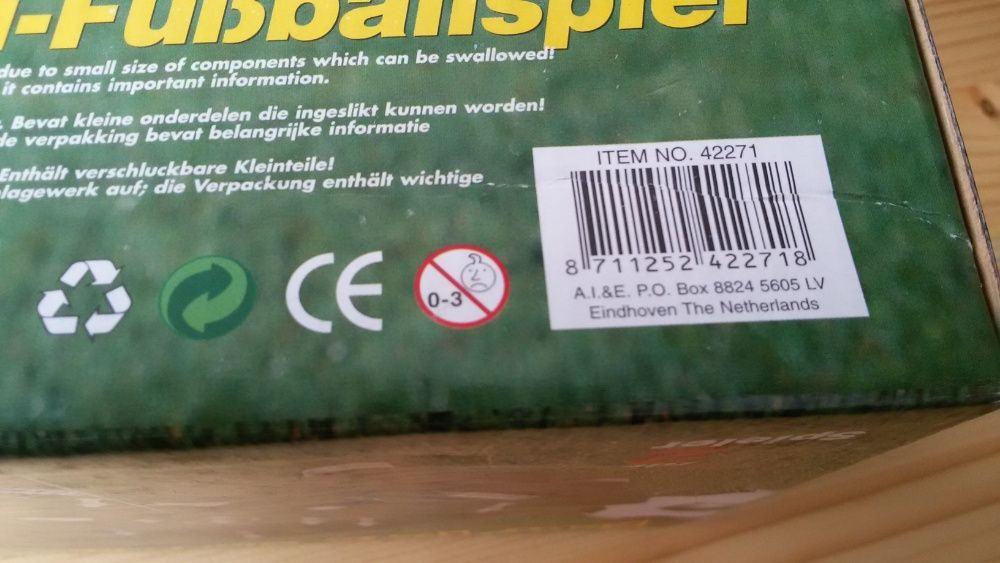 -Fußballspiel
due to small size of components which can be swallowed!
it contains important information.
Bevat kleine onderdelen die ingeslikt kunnen worden!
de verpakking bevat belangrijke informatie
Enthält verschluckbare Kleinteile!
lagewerk auf; die Verpackung enthält wichtige
ITEM NO. 42271
8 711252 422718
A.I.&E. P.O. Box 8824 5605 LV
Eindhoven The Netherlands
CE
0-3
Spieler